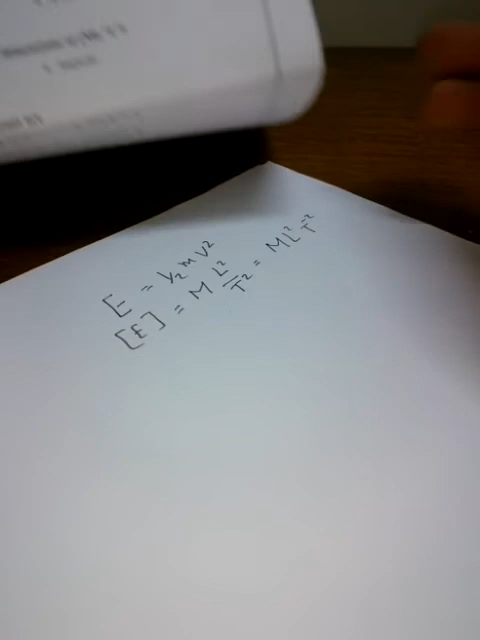 E = 1/2 m v²
[E] = M L²/T² = M L² T⁻²